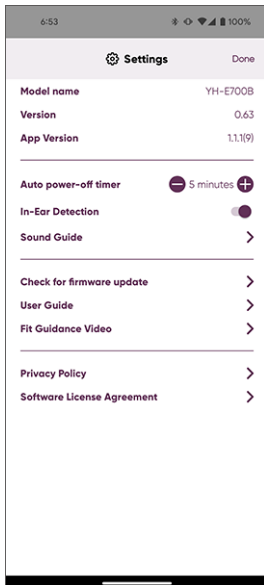 6:53 100%
Settings Done
Model name YH-E700B
Version 0.63
App Version 1.1.1(9)
Auto power-off timer 5 minutes
In-Ear Detection
Sound Guide
Check for firmware update
User Guide
Fit Guidance Video
Privacy Policy
Software License Agreement